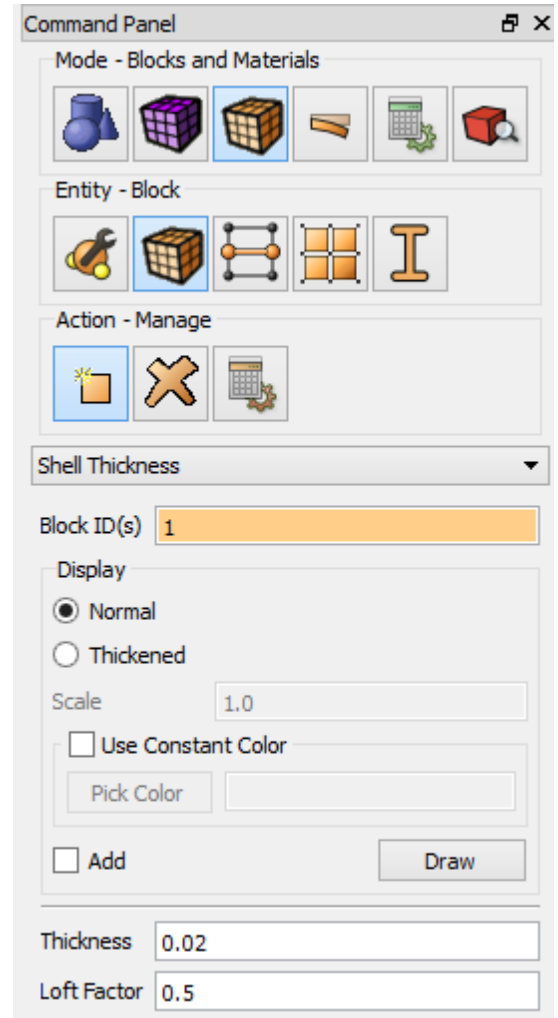 Command Panel
Mode - Blocks and Materials
Entity - Block
Action - Manage
Shell Thickness
Block ID(s) 1
Display
Normal
Thickened
Scale 1.0
Use Constant Color
Pick Color
Add Draw
Thickness 0.02
Loft Factor 0.5